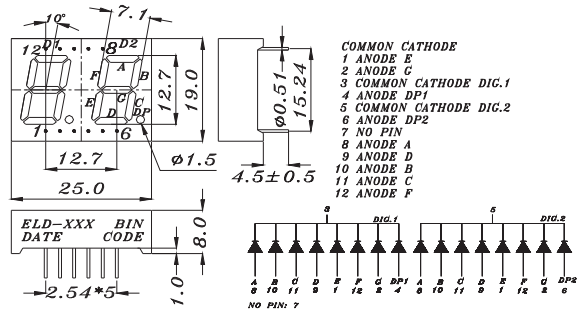 7.1
10°
12 D1 8 D2
A
F B
G
E C
D DP
1 6
12.7
19.0
12.7
Ø1.5
25.0
Ø0.51
15.24
4.5±0.5
COMMON CATHODE
1 ANODE E
2 ANODE G
3 COMMON CATHODE DIG.1
4 ANODE DP1
5 COMMON CATHODE DIG.2
6 ANODE DP2
7 NO PIN
8 ANODE A
9 ANODE D
10 ANODE B
11 ANODE C
12 ANODE F
ELD-XXX BIN
DATE CODE
8.0
1.0
2.54*5
3 5
DIG.1 DIG.2
A B C D E F G DP1 A B C D E F G DP2
8 10 11 9 1 12 2 4 8 10 11 9 1 12 2 6
NO PIN: 7